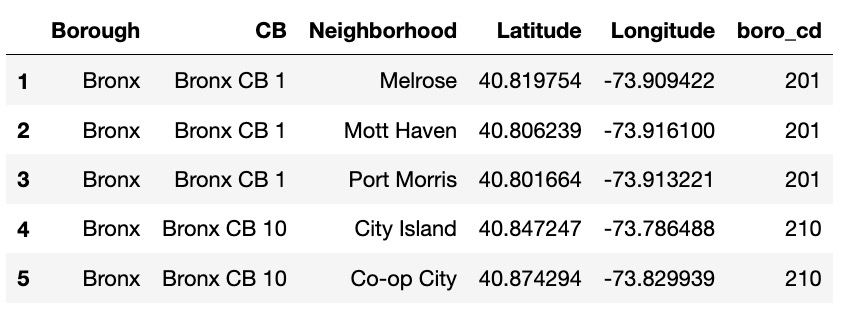 Borough CB Neighborhood Latitude Longitude boro_cd
1 Bronx Bronx CB 1 Melrose 40.819754 -73.909422 201
2 Bronx Bronx CB 1 Mott Haven 40.806239 -73.916100 201
3 Bronx Bronx CB 1 Port Morris 40.801664 -73.913221 201
4 Bronx Bronx CB 10 City Island 40.847247 -73.786488 210
5 Bronx Bronx CB 10 Co-op City 40.874294 -73.829939 210